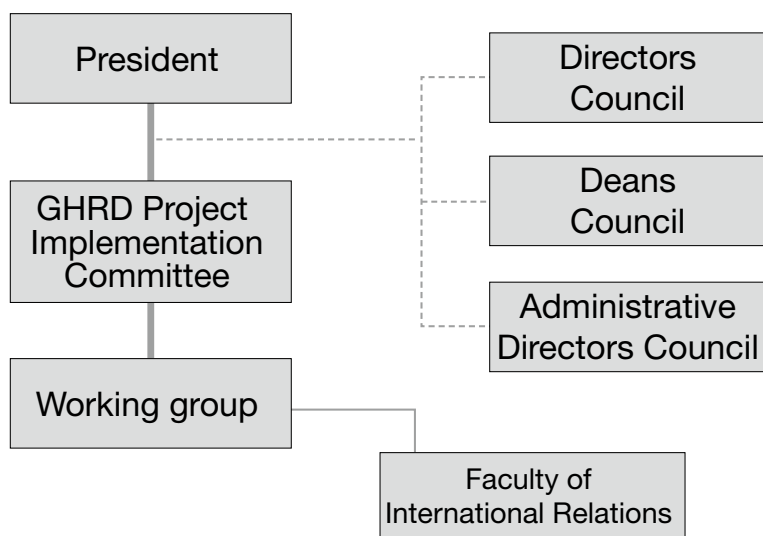 President
GHRD Project
Implementation
Committee
Working group
Directors
Council
Deans
Council
Administrative
Directors Council
Faculty of
International Relations